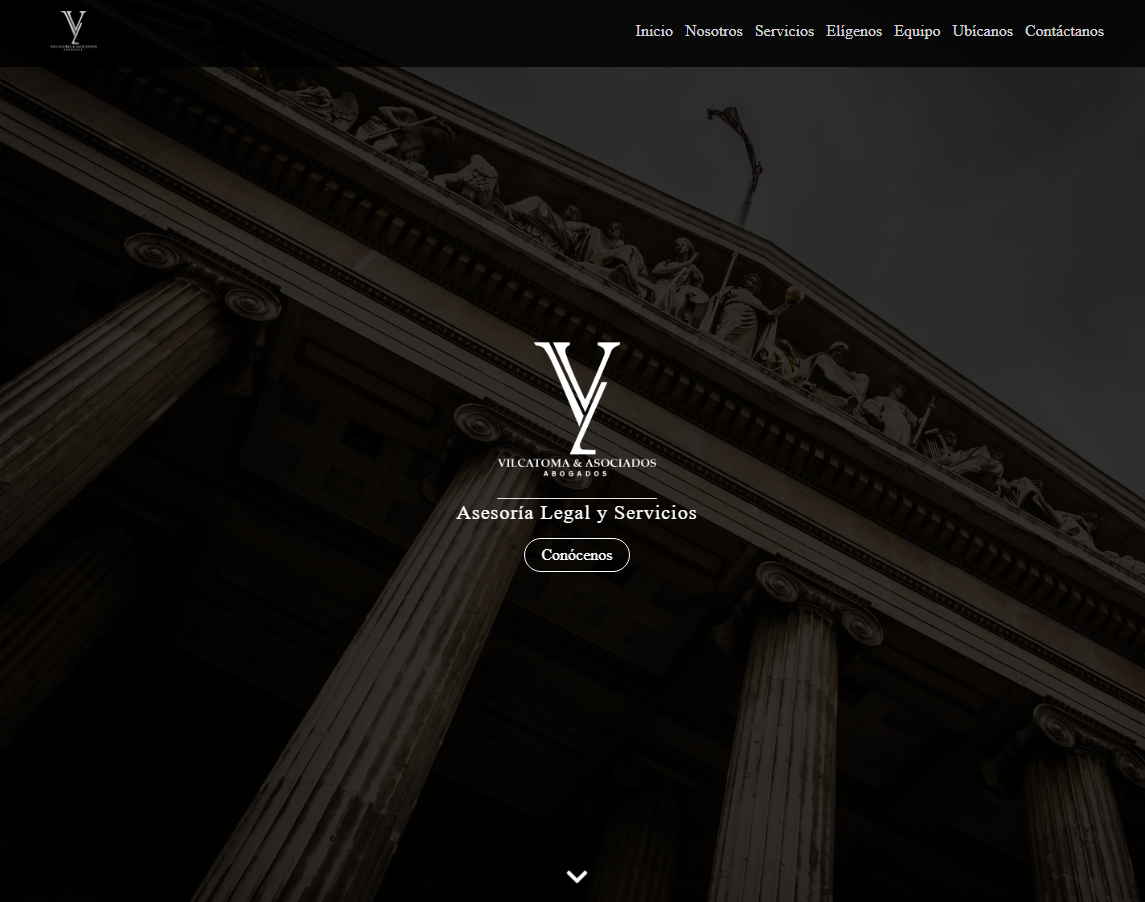 VILCATOMA & ASOCIADOS
ABOGADOS
Inicio Nosotros Servicios Elígenos Equipo Ubícanos Contáctanos
VILCATOMA & ASOCIADOS
ABOGADOS
Asesoría Legal y Servicios
Conócenos